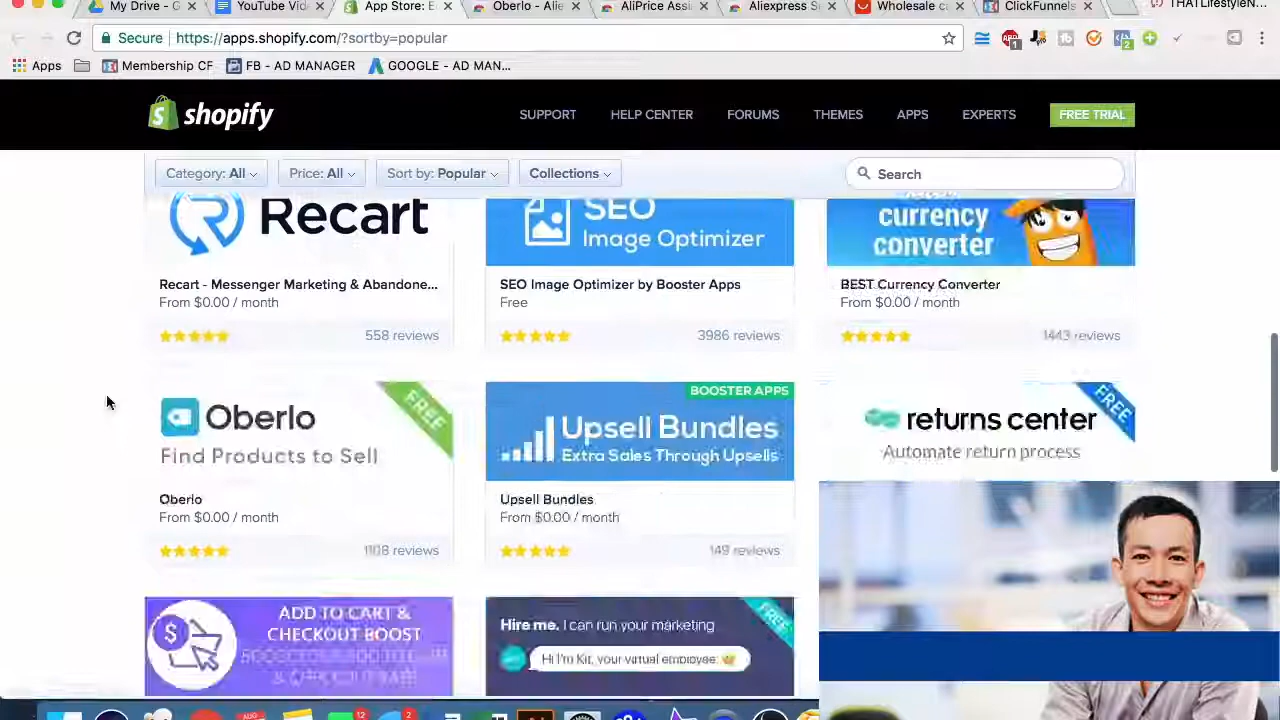 My Drive - G
YouTube Vid
App Store: E
Oberlo - Alie
AliPrice Assi
Aliexpress S
Wholesale c
ClickFunnels
THATLifestyleN...
Secure
https://apps.shopify.com/?sortby=popular
Apps
Membership CF
FB - AD MANAGER
GOOGLE - AD MAN...
shopify
SUPPORT
HELP CENTER
FORUMS
THEMES
APPS
EXPERTS
FREE TRIAL
Category: All
Price: All
Sort by: Popular
Collections
Search
Recart
SEO
Image Optimizer
currency
converter
Recart - Messenger Marketing & Abandone...
From $0.00 / month
558 reviews
SEO Image Optimizer by Booster Apps
Free
3986 reviews
BEST Currency Converter
From $0.00 / month
1443 reviews
Oberlo
FREE
Find Products to Sell
Oberlo
From $0.00 / month
1108 reviews
BOOSTER APPS
Upsell Bundles
Extra Sales Through Upsells
Upsell Bundles
From $0.00 / month
149 reviews
returns center
FREE
Automate return process
ADD TO CART &
CHECKOUT BOOST
Hire me. I can run your marketing
FREE
Hi I'm Kit, your virtual employee.
AUG
12
2